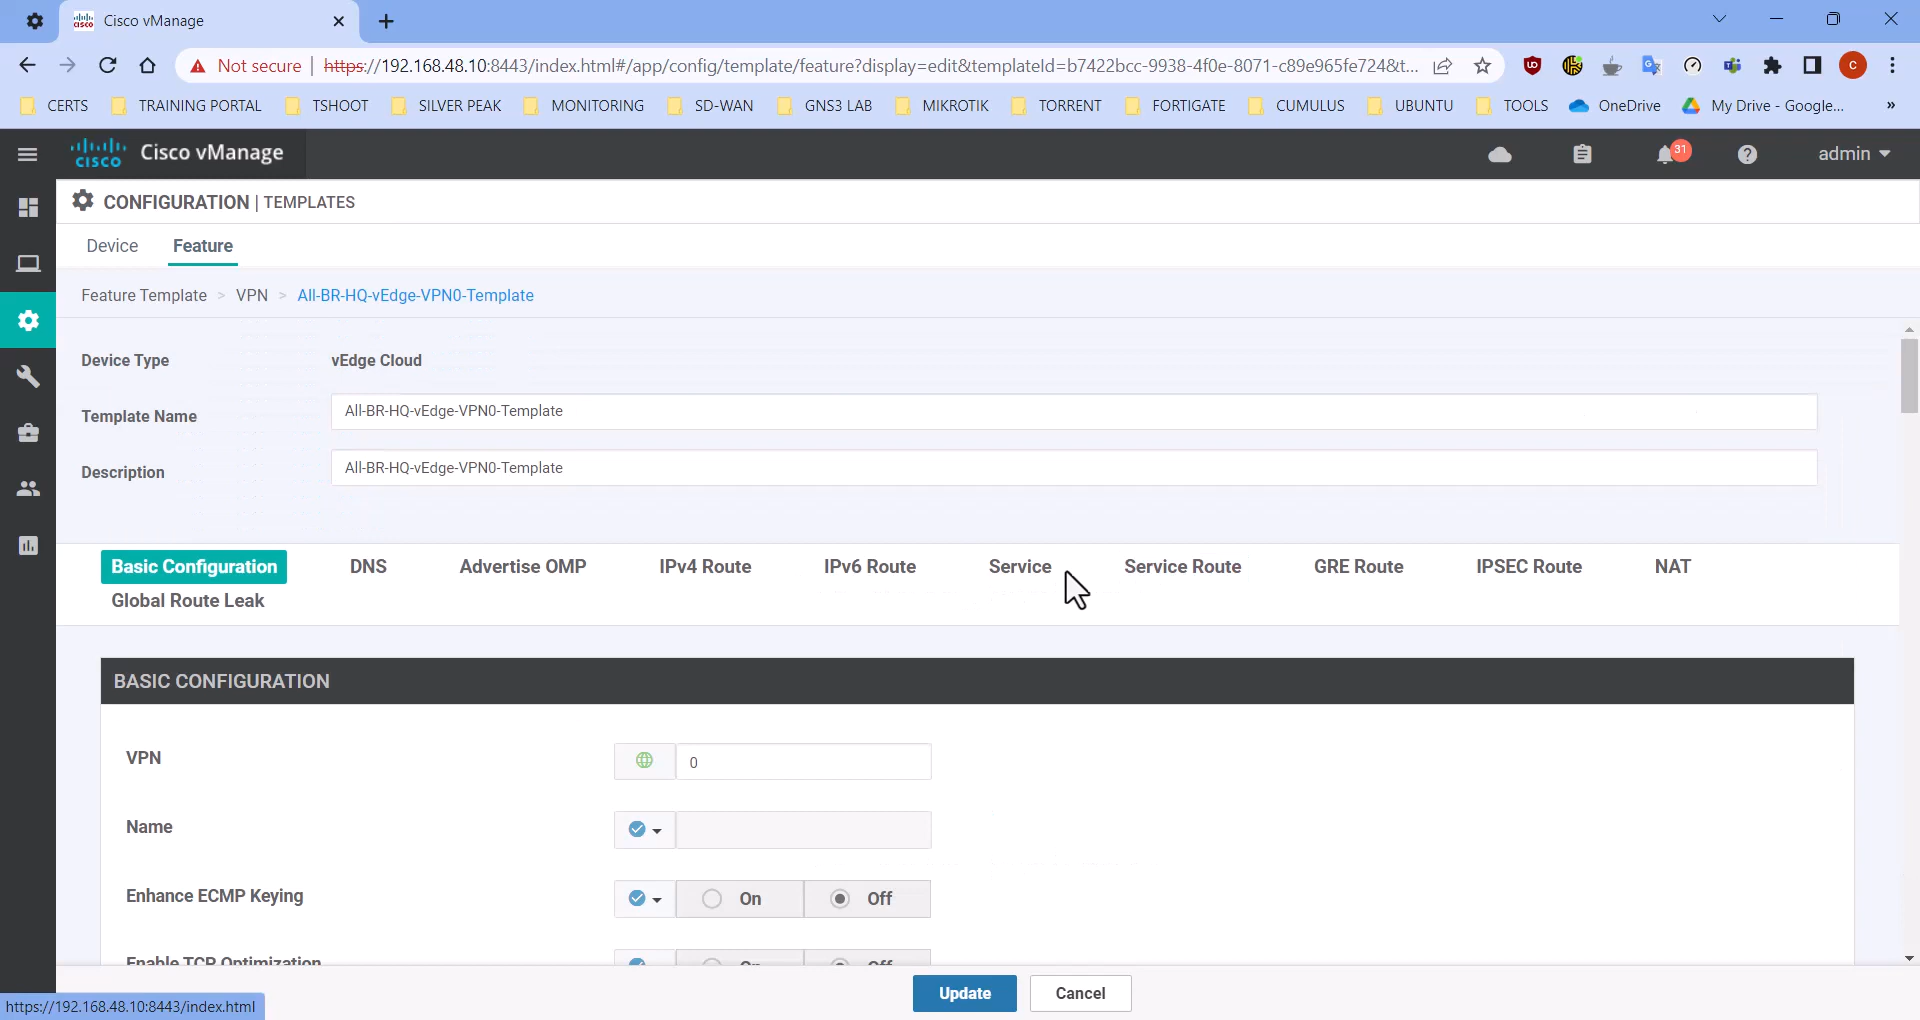 Cisco vManage
Not secure | https://192.168.48.10:8443/index.html#/app/config/template/feature?display=edit&templateId=b7422bcc-9938-4f0e-8071-c89e965fe724&t...
C
CERTS TRAINING PORTAL TSHOOT SILVER PEAK MONITORING SD-WAN GNS3 LAB MIKROTIK TORRENT FORTIGATE CUMULUS UBUNTU TOOLS OneDrive My Drive - Google... »
CISCO Cisco vManage 31 admin
CONFIGURATION | TEMPLATES
Device Feature
Feature Template > VPN > All-BR-HQ-vEdge-VPN0-Template
Device Type vEdge Cloud
Template Name All-BR-HQ-vEdge-VPN0-Template
Description All-BR-HQ-vEdge-VPN0-Template
Basic Configuration DNS Advertise OMP IPv4 Route IPv6 Route Service Service Route GRE Route IPSEC Route NAT
Global Route Leak
BASIC CONFIGURATION
VPN 0
Name
Enhance ECMP Keying On Off
Enable TCP Optimization On Off
Update Cancel
https://192.168.48.10:8443/index.html